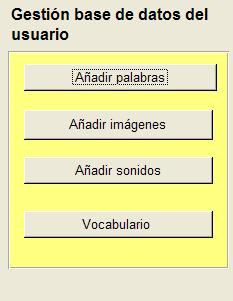 Gestión base de datos del
usuario
Añadir palabras
Añadir imágenes
Añadir sonidos
Vocabulario